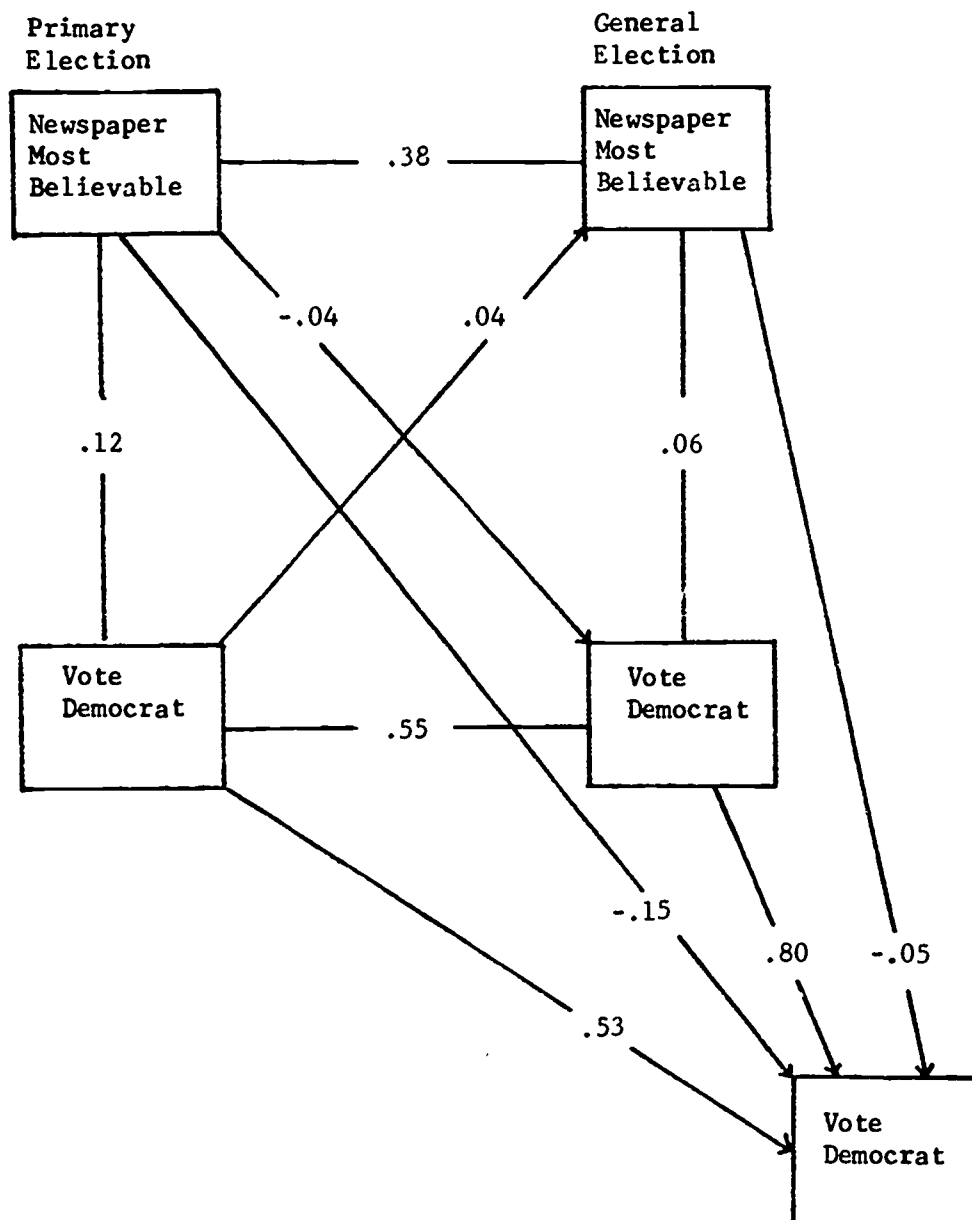 Primary
Election
General
Election
Newspaper
Most
Believable
.38
Newspaper
Most
Believable
-.04
.04
.12
.06
Vote
Democrat
.55
Vote
Democrat
-.15
.80
-.05
.53
Vote
Democrat